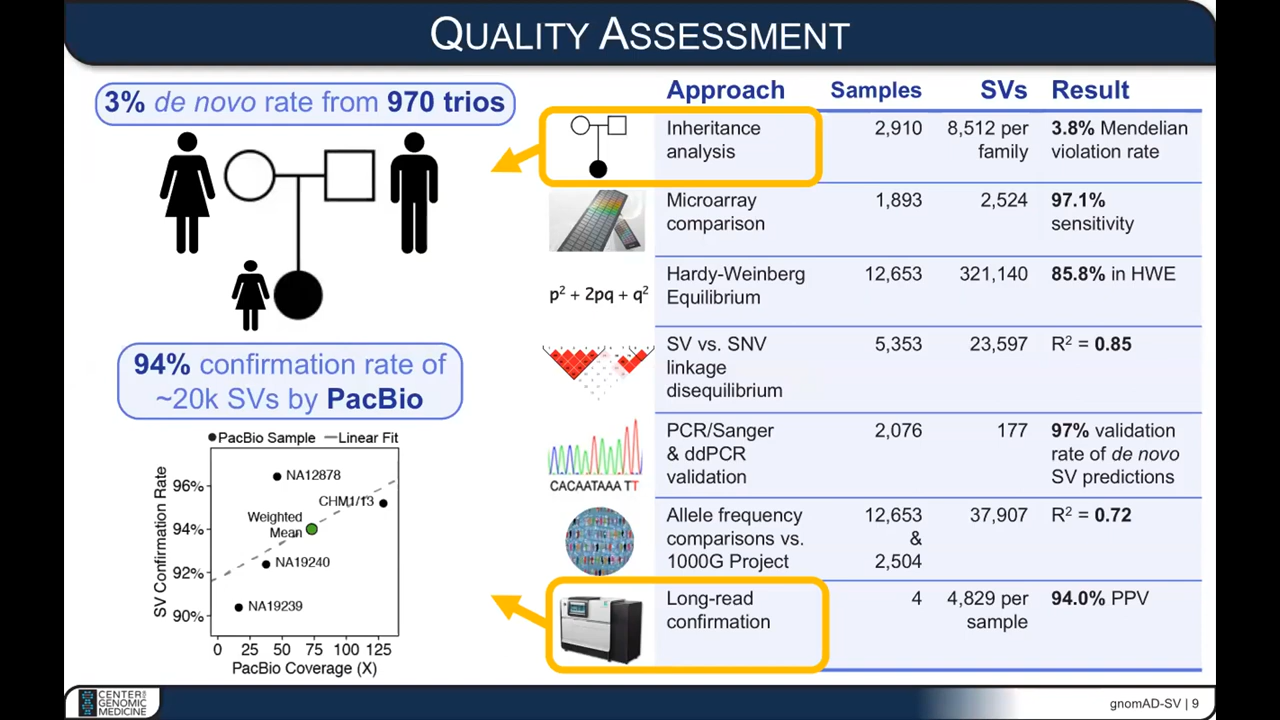 QUALITY ASSESSMENT
3% de novo rate from 970 trios
94% confirmation rate of
~20k SVs by PacBio
PacBio Sample
Linear Fit
SV Confirmation Rate
96%
94%
92%
90%
NA12878
CHM1/13
Weighted
Mean
NA19240
NA19239
0 25 50 75 100 125
PacBio Coverage (X)
Approach Samples SVs Result
Inheritance
analysis
2,910
8,512 per
family
3.8% Mendelian
violation rate
Microarray
comparison
1,893
2,524
97.1%
sensitivity
p² + 2pq + q²
Hardy-Weinberg
Equilibrium
12,653
321,140
85.8% in HWE
SV vs. SNV
linkage
disequilibrium
5,353
23,597
R² = 0.85
CACAATAAA TT
PCR/Sanger
& ddPCR
validation
2,076
177
97% validation
rate of de novo
SV predictions
Allele frequency
comparisons vs.
1000G Project
12,653
&
2,504
37,907
R² = 0.72
Long-read
confirmation
4
4,829 per
sample
94.0% PPV
CENTER FOR
GENOMIC
MEDICINE
gnomAD-SV | 9